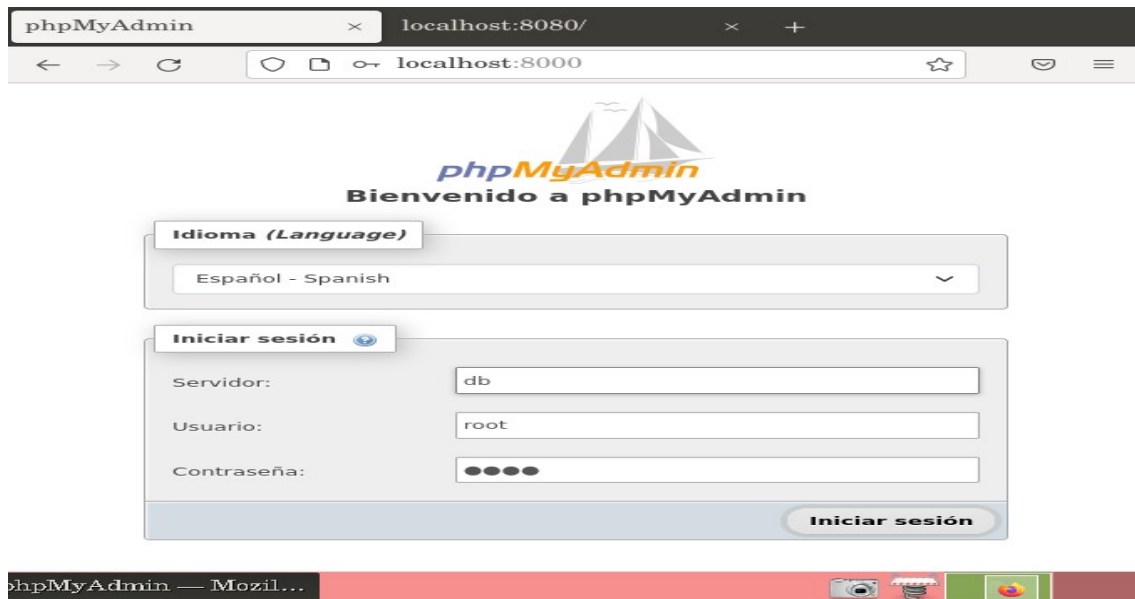 phpMyAdmin × localhost:8080/ × +
localhost:8000
phpMyAdmin
Bienvenido a phpMyAdmin
Idioma (Language)
Español - Spanish
Iniciar sesión
Servidor: db
Usuario: root
Contraseña: ●●●●
Iniciar sesión
phpMyAdmin — Mozil...